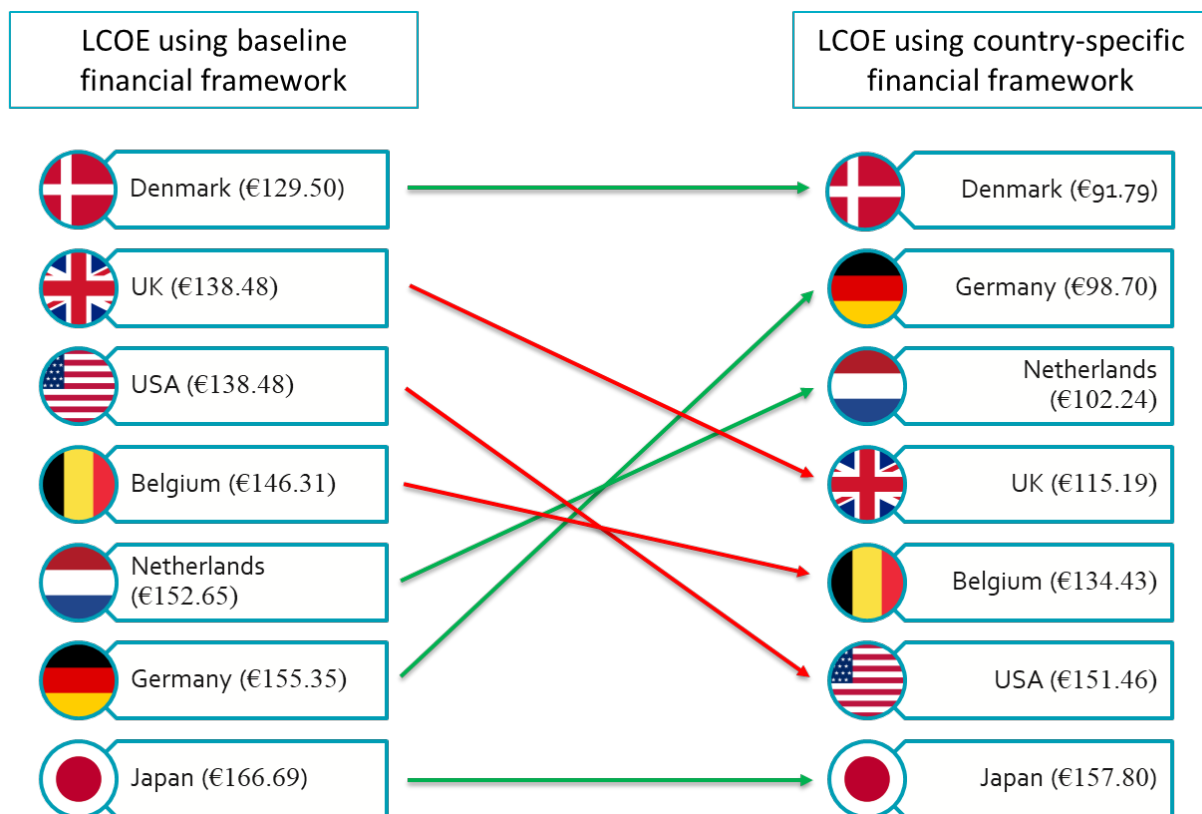 LCOE using baseline
financial framework
LCOE using country-specific
financial framework
Denmark (€129.50)
UK (€138.48)
USA (€138.48)
Belgium (€146.31)
Netherlands
(€152.65)
Germany (€155.35)
Japan (€166.69)
Denmark (€91.79)
Germany (€98.70)
Netherlands
(€102.24)
UK (€115.19)
Belgium (€134.43)
USA (€151.46)
Japan (€157.80)